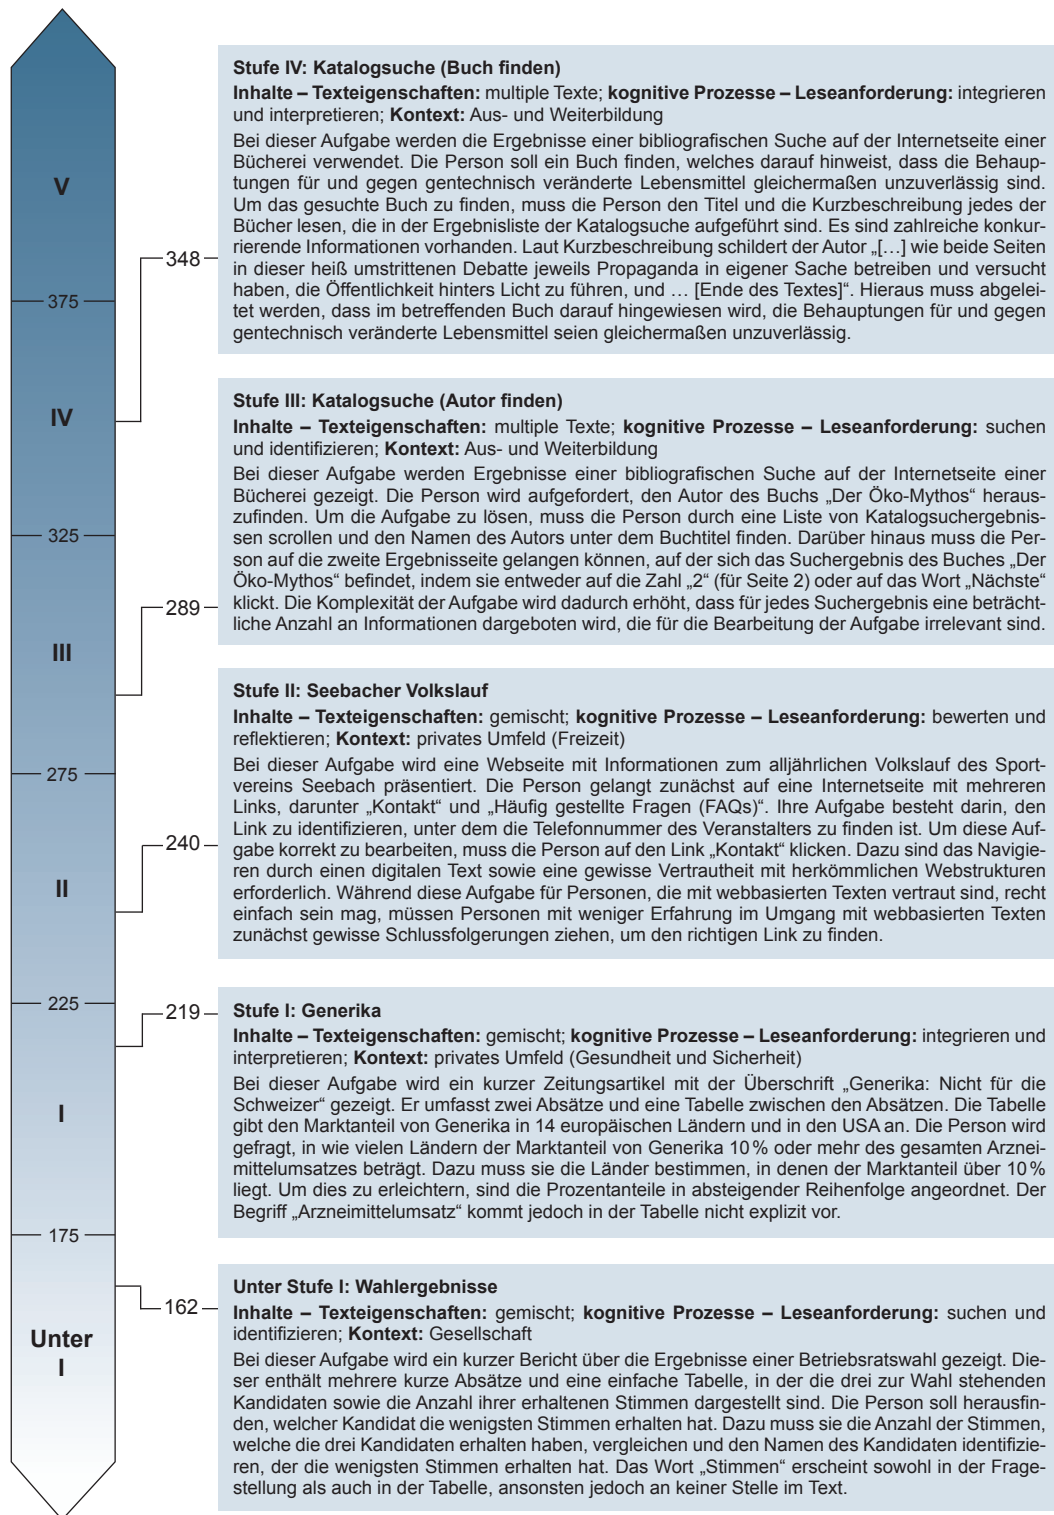 Stufe IV: Katalogsuche (Buch finden)
Inhalte – Texteigenschaften: multiple Texte; kognitive Prozesse – Leseanforderung: integrieren
und interpretieren; Kontext: Aus- und Weiterbildung
Bei dieser Aufgabe werden die Ergebnisse einer bibliografischen Suche auf der Internetseite einer
Bücherei verwendet. Die Person soll ein Buch finden, welches darauf hinweist, dass die Behaup-
tungen für und gegen gentechnisch veränderte Lebensmittel gleichermaßen unzuverlässig sind.
Um das gesuchte Buch zu finden, muss die Person den Titel und die Kurzbeschreibung jedes der
Bücher lesen, die in der Ergebnisliste der Katalogsuche aufgeführt sind. Es sind zahlreiche konkur-
rierende Informationen vorhanden. Laut Kurzbeschreibung schildert der Autor „[…] wie beide Seiten
in dieser heiß umstrittenen Debatte jeweils Propaganda in eigener Sache betreiben und versucht
haben, die Öffentlichkeit hinters Licht zu führen, und … [Ende des Textes]“. Hieraus muss abgelei-
tet werden, dass im betreffenden Buch darauf hingewiesen wird, die Behauptungen für und gegen
gentechnisch veränderte Lebensmittel seien gleichermaßen unzuverlässig.
V
348
375
IV
Stufe III: Katalogsuche (Autor finden)
Inhalte – Texteigenschaften: multiple Texte; kognitive Prozesse – Leseanforderung: suchen
und identifizieren; Kontext: Aus- und Weiterbildung
Bei dieser Aufgabe werden Ergebnisse einer bibliografischen Suche auf der Internetseite einer
Bücherei gezeigt. Die Person wird aufgefordert, den Autor des Buchs „Der Öko-Mythos“ heraus-
zufinden. Um die Aufgabe zu lösen, muss die Person durch eine Liste von Katalogsuchergebnis-
sen scrollen und den Namen des Autors unter dem Buchtitel finden. Darüber hinaus muss die Per-
son auf die zweite Ergebnisseite gelangen können, auf der sich das Suchergebnis des Buches „Der
Öko-Mythos“ befindet, indem sie entweder auf die Zahl „2“ (für Seite 2) oder auf das Wort „Nächste“
klickt. Die Komplexität der Aufgabe wird dadurch erhöht, dass für jedes Suchergebnis eine beträcht-
liche Anzahl an Informationen dargeboten wird, die für die Bearbeitung der Aufgabe irrelevant sind.
325
289
III
Stufe II: Seebacher Volkslauf
Inhalte – Texteigenschaften: gemischt; kognitive Prozesse – Leseanforderung: bewerten und
reflektieren; Kontext: privates Umfeld (Freizeit)
Bei dieser Aufgabe wird eine Webseite mit Informationen zum alljährlichen Volkslauf des Sport-
vereins Seebach präsentiert. Die Person gelangt zunächst auf eine Internetseite mit mehreren
Links, darunter „Kontakt“ und „Häufig gestellte Fragen (FAQs)“. Ihre Aufgabe besteht darin, den
Link zu identifizieren, unter dem die Telefonnummer des Veranstalters zu finden ist. Um diese Auf-
gabe korrekt zu bearbeiten, muss die Person auf den Link „Kontakt“ klicken. Dazu sind das Navigie-
ren durch einen digitalen Text sowie eine gewisse Vertrautheit mit herkömmlichen Webstrukturen
erforderlich. Während diese Aufgabe für Personen, die mit webbasierten Texten vertraut sind, recht
einfach sein mag, müssen Personen mit weniger Erfahrung im Umgang mit webbasierten Texten
zunächst gewisse Schlussfolgerungen ziehen, um den richtigen Link zu finden.
275
240
II
225
219
Stufe I: Generika
Inhalte – Texteigenschaften: gemischt; kognitive Prozesse – Leseanforderung: integrieren und
interpretieren; Kontext: privates Umfeld (Gesundheit und Sicherheit)
Bei dieser Aufgabe wird ein kurzer Zeitungsartikel mit der Überschrift „Generika: Nicht für die
Schweizer“ gezeigt. Er umfasst zwei Absätze und eine Tabelle zwischen den Absätzen. Die Tabelle
gibt den Marktanteil von Generika in 14 europäischen Ländern und in den USA an. Die Person wird
gefragt, in wie vielen Ländern der Marktanteil von Generika 10 % oder mehr des gesamten Arznei-
mittelumsatzes beträgt. Dazu muss sie die Länder bestimmen, in denen der Marktanteil über 10 %
liegt. Um dies zu erleichtern, sind die Prozentanteile in absteigender Reihenfolge angeordnet. Der
Begriff „Arzneimittelumsatz“ kommt jedoch in der Tabelle nicht explizit vor.
I
175
162
Unter
I
Unter Stufe I: Wahlergebnisse
Inhalte – Texteigenschaften: gemischt; kognitive Prozesse – Leseanforderung: suchen und
identifizieren; Kontext: Gesellschaft
Bei dieser Aufgabe wird ein kurzer Bericht über die Ergebnisse einer Betriebsratswahl gezeigt. Die-
ser enthält mehrere kurze Absätze und eine einfache Tabelle, in der die drei zur Wahl stehenden
Kandidaten sowie die Anzahl ihrer erhaltenen Stimmen dargestellt sind. Die Person soll herausfin-
den, welcher Kandidat die wenigsten Stimmen erhalten hat. Dazu muss sie die Anzahl der Stimmen,
welche die drei Kandidaten erhalten haben, vergleichen und den Namen des Kandidaten identifizie-
ren, der die wenigsten Stimmen erhalten hat. Das Wort „Stimmen“ erscheint sowohl in der Frage-
stellung als auch in der Tabelle, ansonsten jedoch an keiner Stelle im Text.